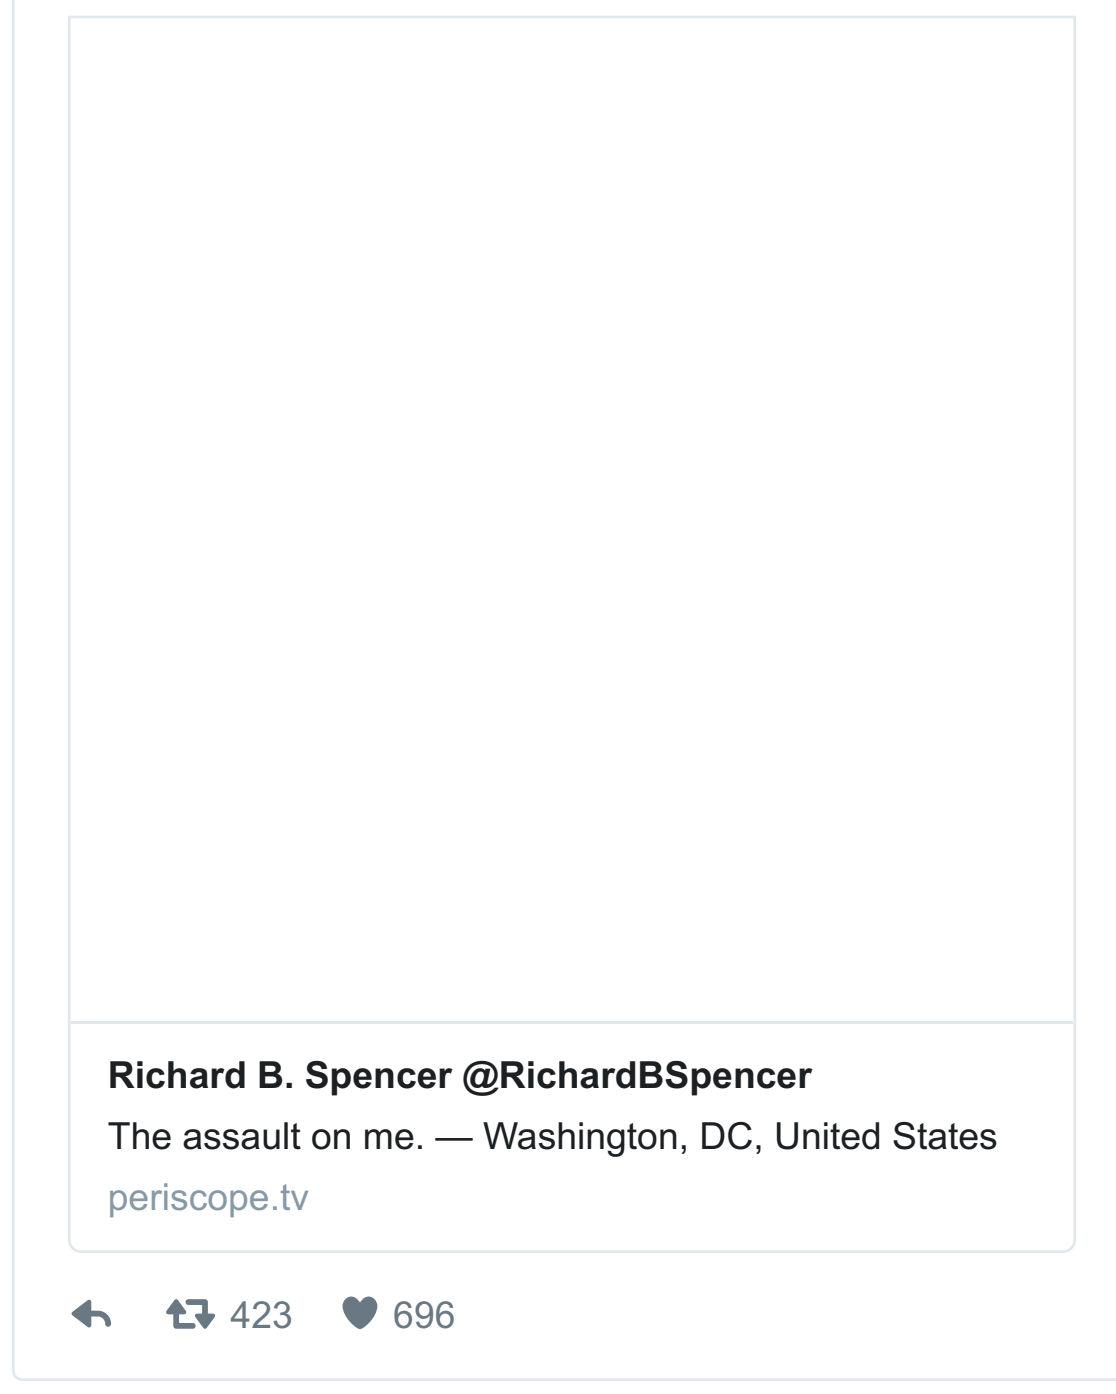 Richard B. Spencer @RichardBSpencer
The assault on me. — Washington, DC, United States
periscope.tv
423 696